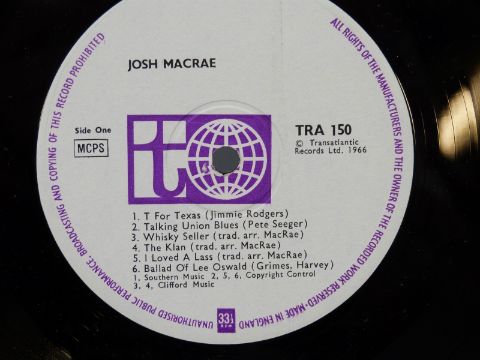 JOSH MACRAE
Side One
MCPS
t
TRA 150
© Transatlantic
Records Ltd, 1966
1. T For Texas (Jimmie Rodgers)
2. Talking Union Blues (Pete Seeger)
3. Whisky Seller (trad. arr. MacRae)
4. The Klan (trad. arr. MacRae)
5. I Loved A Lass (trad. arr. MacRae)
6. Ballad Of Lee Oswald (Grimes, Harvey)
1, Southern Music 2, 5, 6, Copyright Control
3, 4, Clifford Music
33⅓
RPM
ALL RIGHTS OF THE MANUFACTURERS AND THE OWNER OF THE RECORDED WORK RESERVED·MADE IN ENGLAND
UNAUTHORISED PUBLIC PERFORMANCE, BROADCASTING AND COPYING OF THIS RECORD PROHIBITED